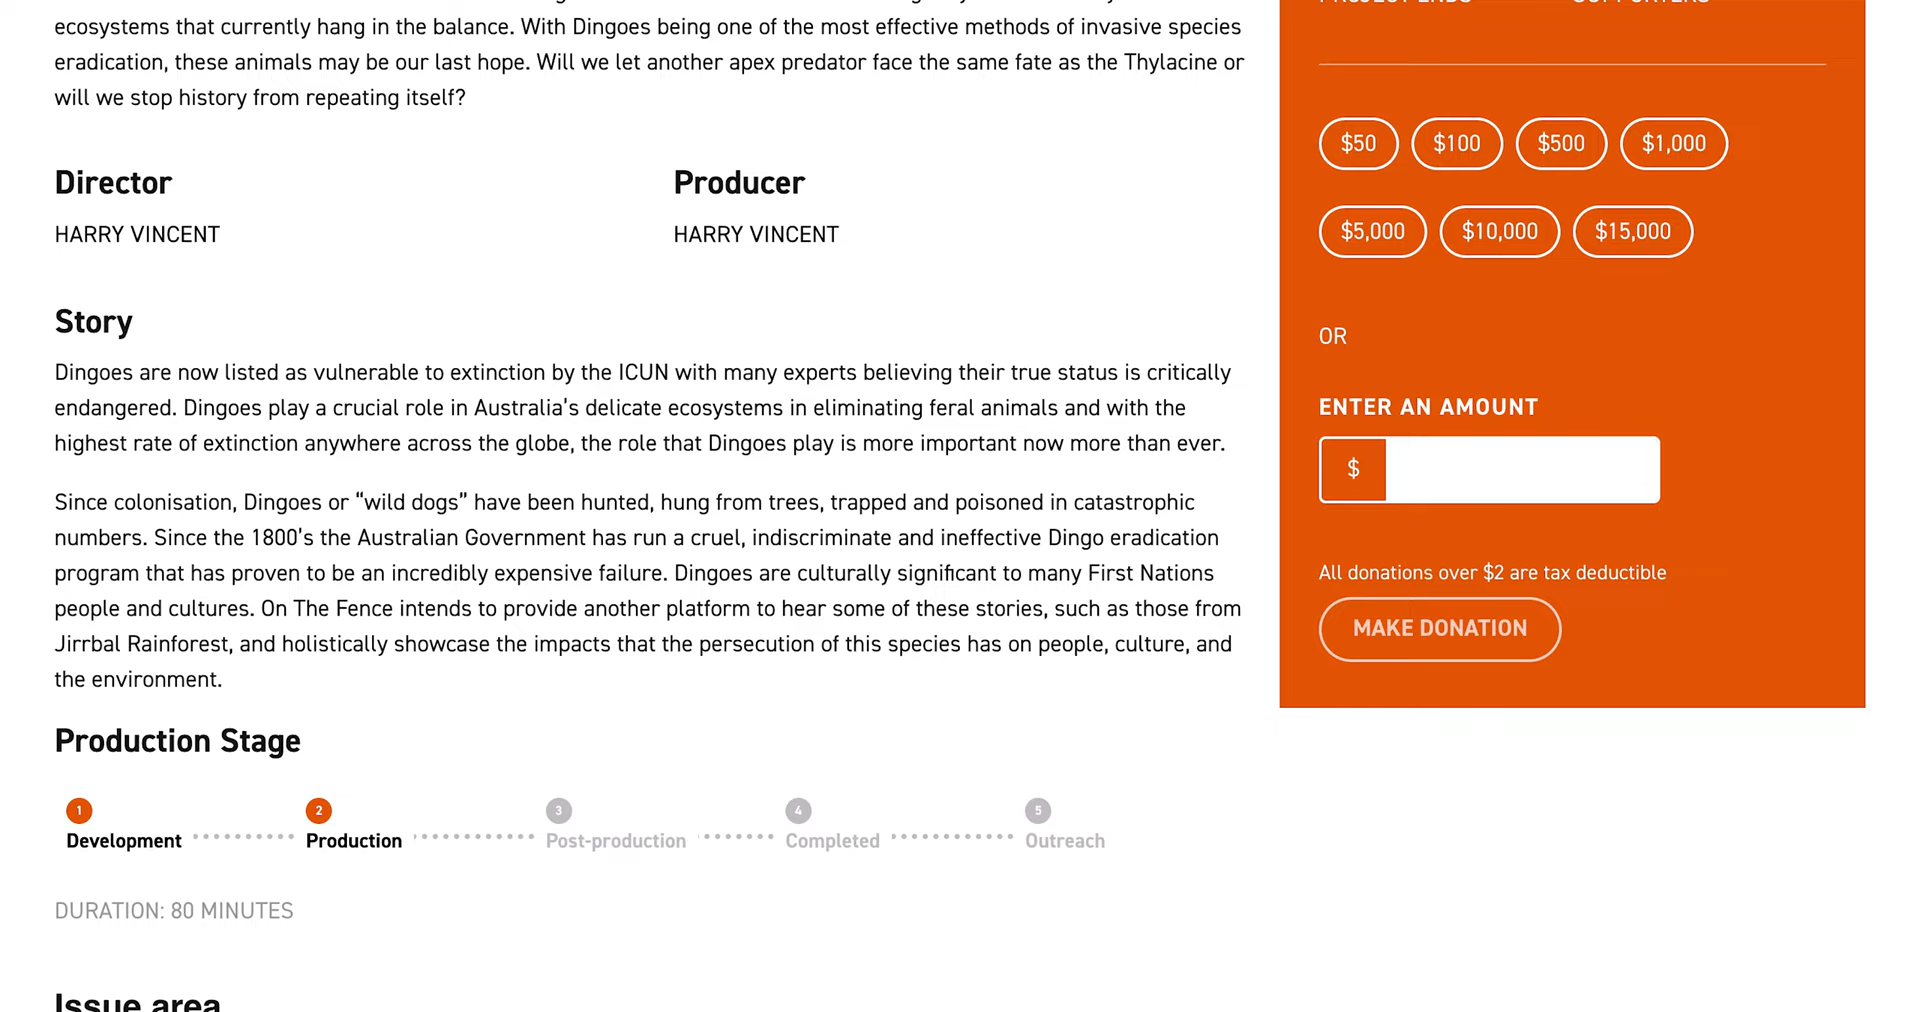 ecosystems that currently hang in the balance. With Dingoes being one of the most effective methods of invasive species
eradication, these animals may be our last hope. Will we let another apex predator face the same fate as the Thylacine or
will we stop history from repeating itself?
Director
HARRY VINCENT
Producer
HARRY VINCENT
Story
Dingoes are now listed as vulnerable to extinction by the ICUN with many experts believing their true status is critically
endangered. Dingoes play a crucial role in Australia’s delicate ecosystems in eliminating feral animals and with the
highest rate of extinction anywhere across the globe, the role that Dingoes play is more important now more than ever.
Since colonisation, Dingoes or “wild dogs” have been hunted, hung from trees, trapped and poisoned in catastrophic
numbers. Since the 1800’s the Australian Government has run a cruel, indiscriminate and ineffective Dingo eradication
program that has proven to be an incredibly expensive failure. Dingoes are culturally significant to many First Nations
people and cultures. On The Fence intends to provide another platform to hear some of these stories, such as those from
Jirrbal Rainforest, and holistically showcase the impacts that the persecution of this species has on people, culture, and
the environment.
Production Stage
1
Development
2
Production
3
Post-production
4
Completed
5
Outreach
DURATION: 80 MINUTES
Issue area
PROJECT ENDS
SUPPORTERS
$50
$100
$500
$1,000
$5,000
$10,000
$15,000
OR
ENTER AN AMOUNT
$
All donations over $2 are tax deductible
MAKE DONATION